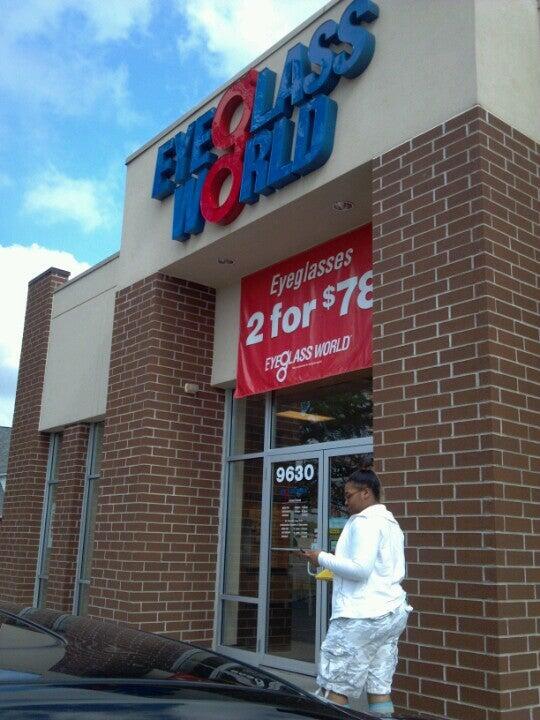 EYEGLASS
WORLD
Eyeglasses
2 for $78
EYEGLASS WORLD
9630